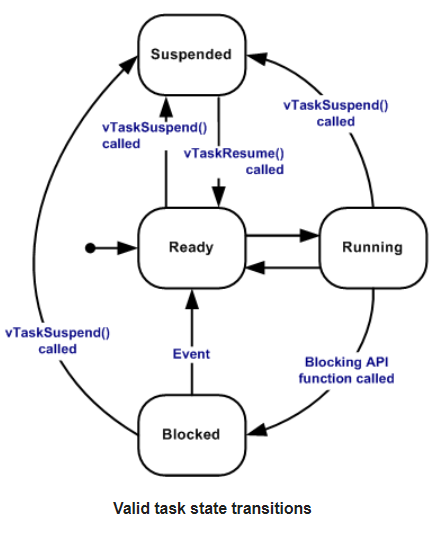 Suspended
vTaskSuspend()
called
vTaskSuspend()
called
vTaskResume()
called
Ready
Running
vTaskSuspend()
called
Event
Blocking API
function called
Blocked
Valid task state transitions